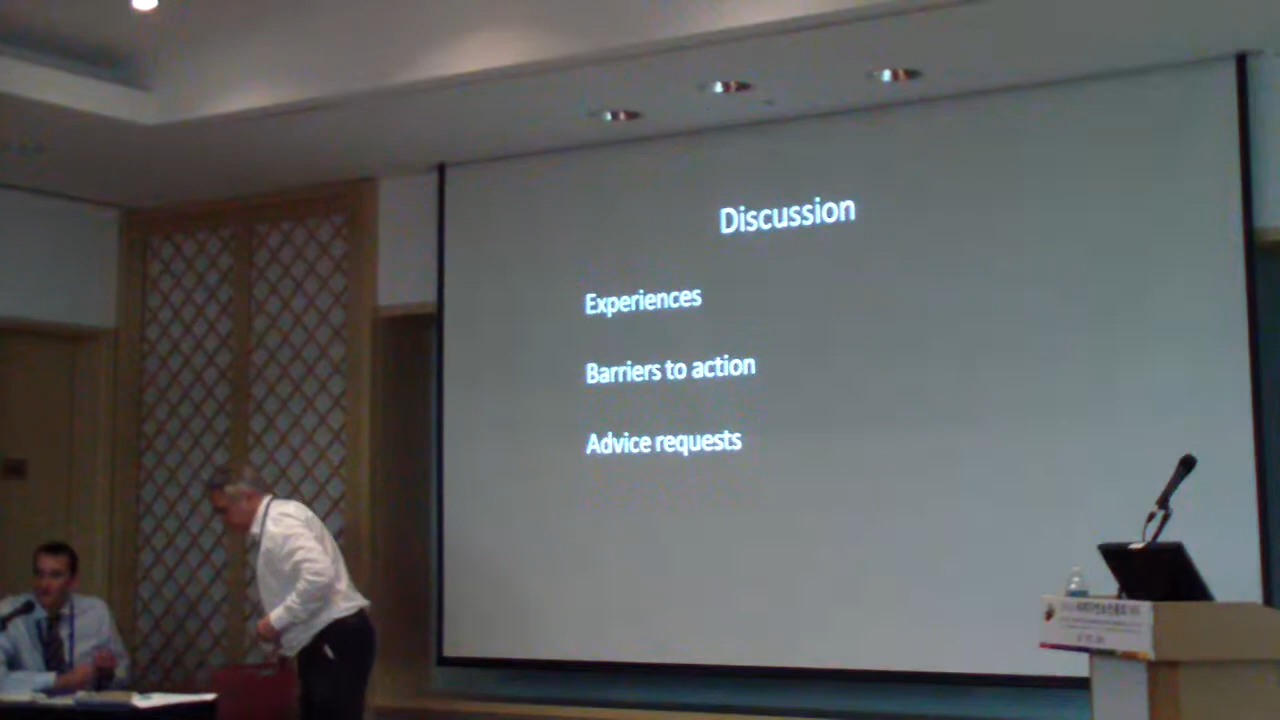 Discussion
Experiences
Barriers to action
Advice requests